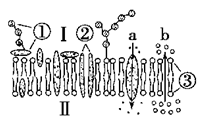 ① Ⅰ ② a b
③
Ⅱ